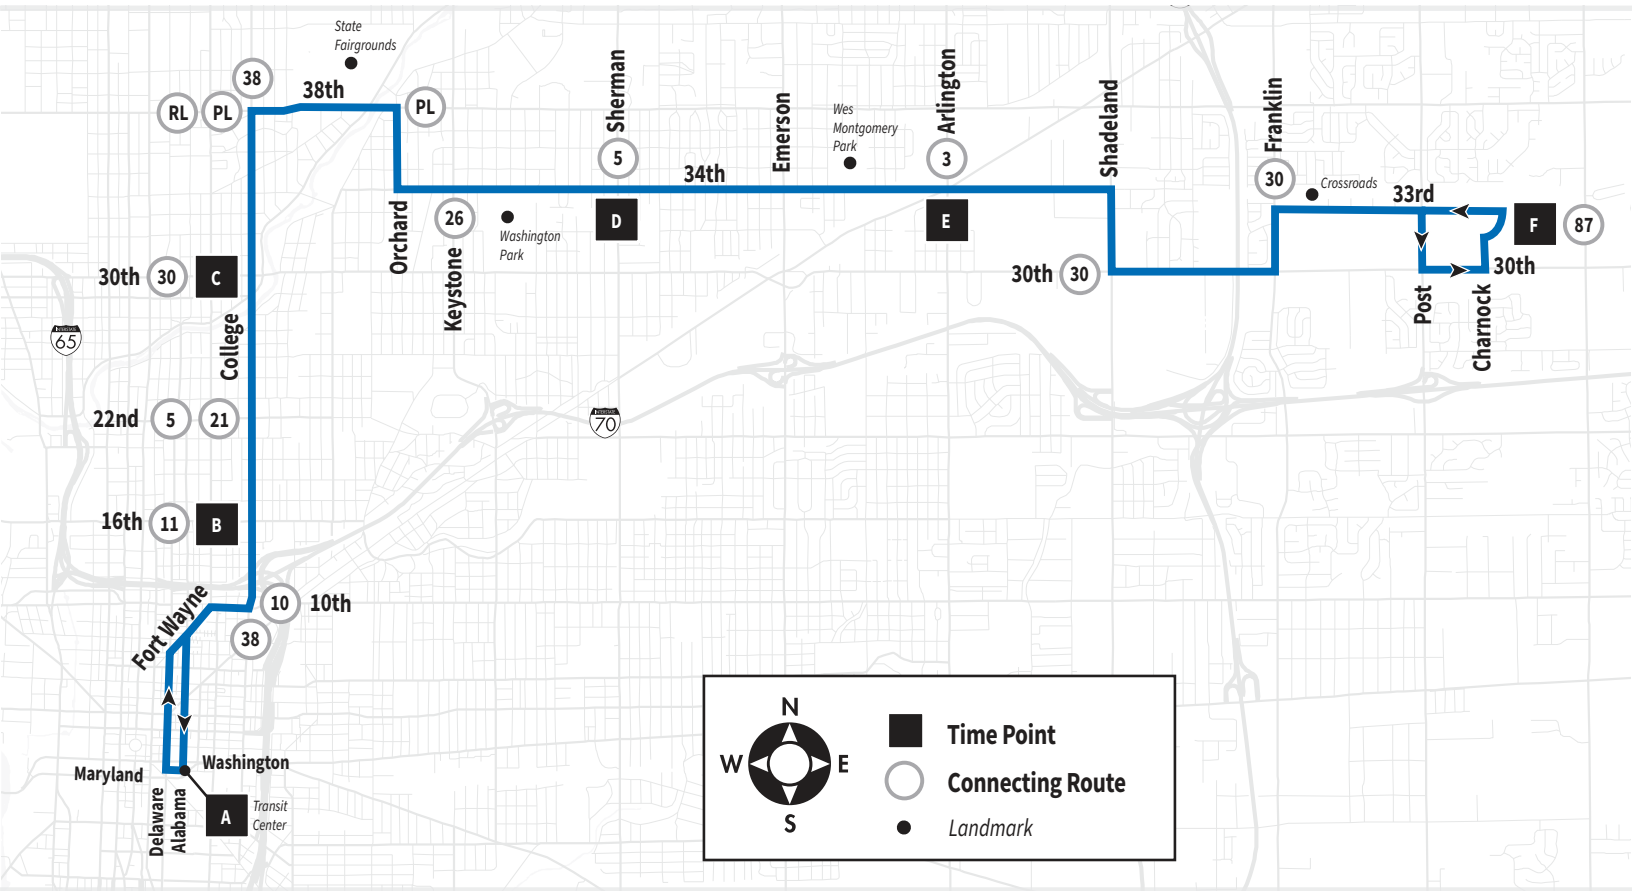 State
Fairgrounds
38
RL
PL
38th
PL
Sherman
5
34th
Emerson
Wes
Montgomery
Park
Arlington
3
Shadeland
Franklin
30
Crossroads
33rd
F
87
30th
Post
Charnock
Orchard
26
Keystone
Washington
Park
D
E
30th
30
30th
30
C
College
INTERSTATE
65
22nd
5
21
INTERSTATE
70
16th
11
B
Fort Wayne
10
10th
38
Maryland
Washington
Delaware
Alabama
A
Transit
Center
N
W
E
S
Time Point
Connecting Route
Landmark